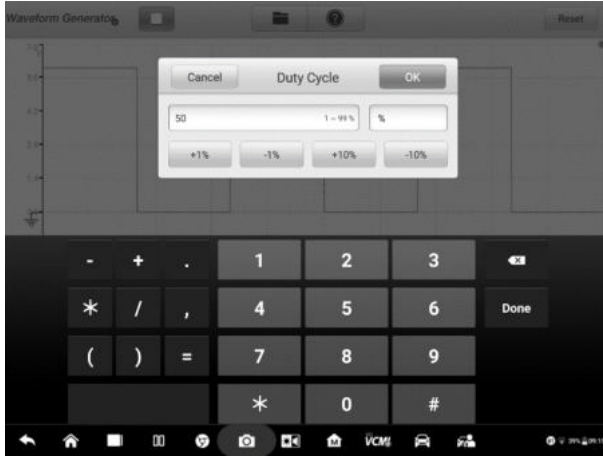 Waveform Generator
Reset
Cancel Duty Cycle OK
50 1 ~ 99 % %
+1% -1% +10% -10%
- + . 1 2 3
* / , 4 5 6 Done
( ) = 7 8 9
* 0 #
VCMI